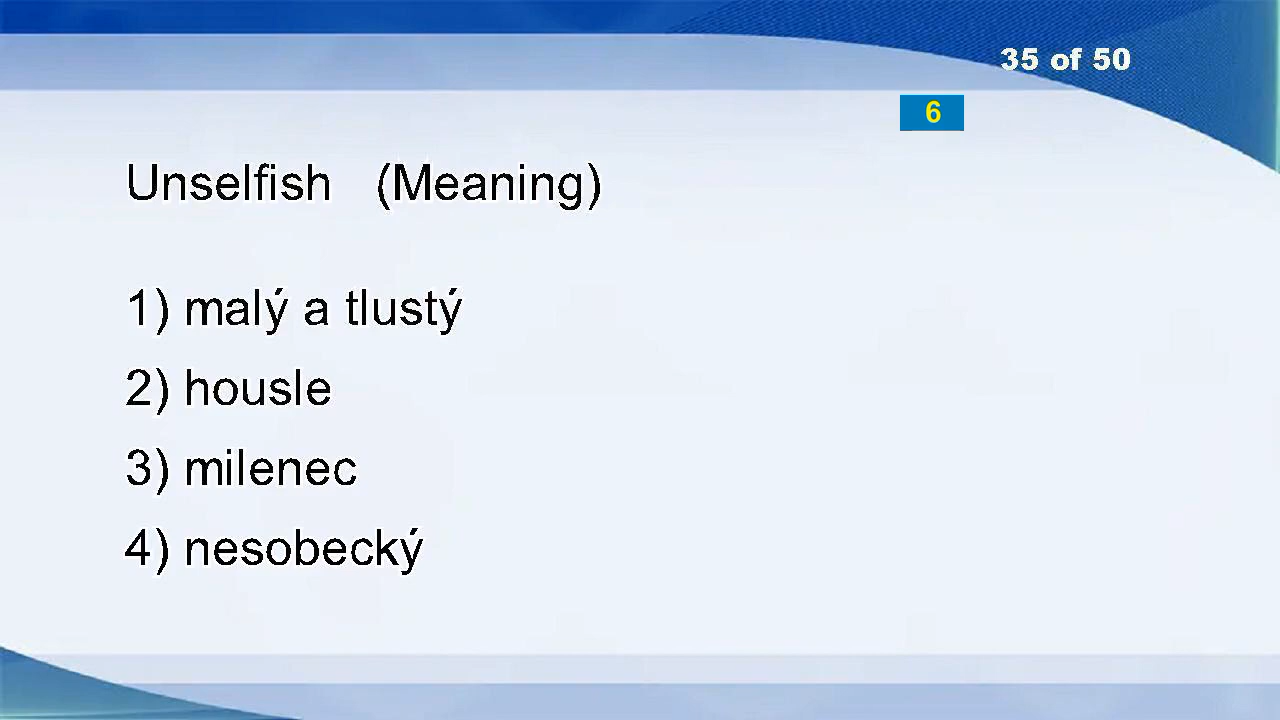 35 of 50
6
Unselfish (Meaning)
1) malý a tlustý
2) housle
3) milenec
4) nesobecký